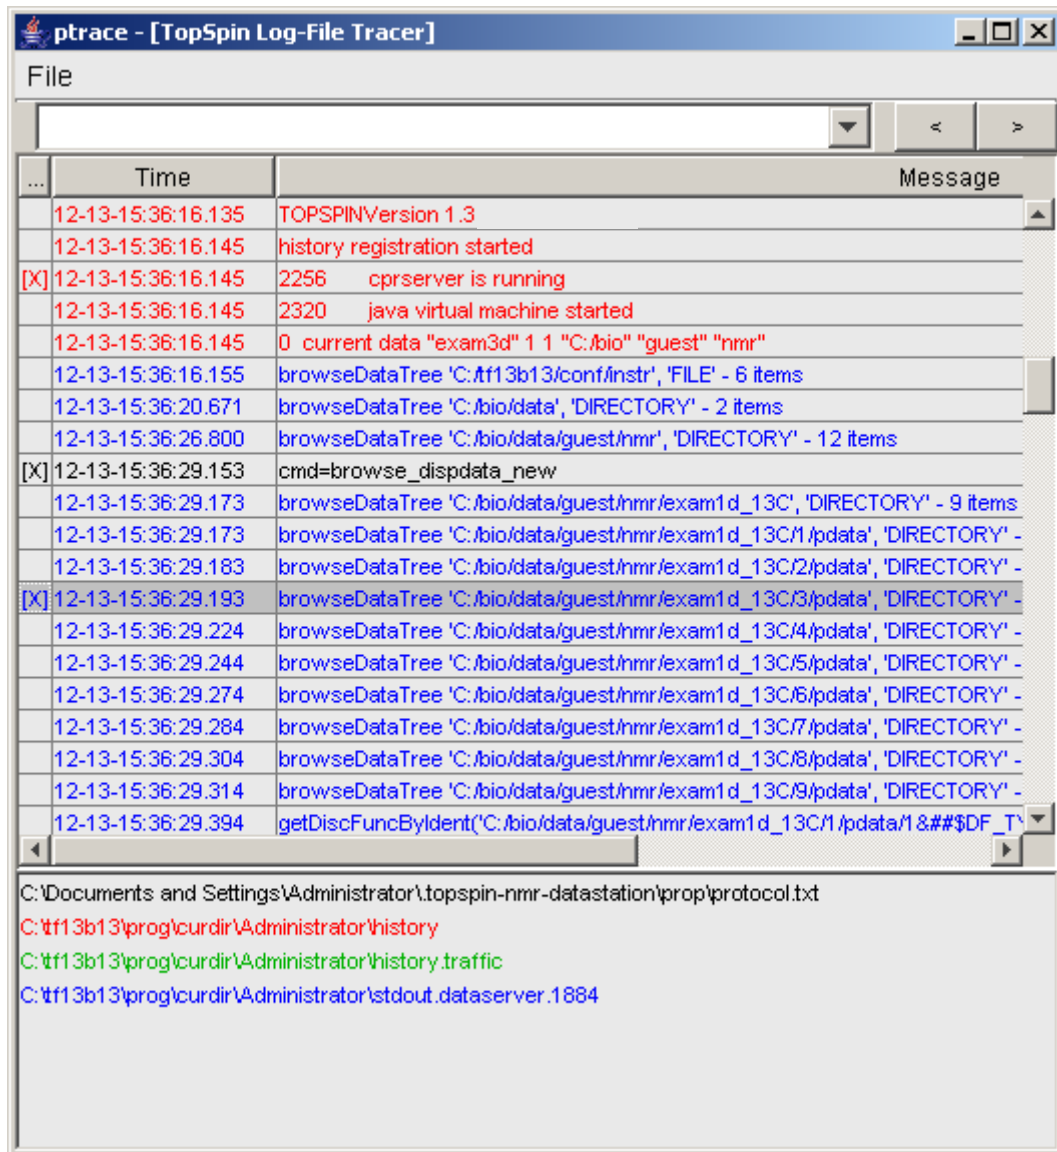 ptrace - [TopSpin Log-File Tracer]
File
< >
... Time Message
12-13-15:36:16.135 TOPSPINVersion 1.3
12-13-15:36:16.145 history registration started
[X] 12-13-15:36:16.145 2256 cprserver is running
12-13-15:36:16.145 2320 java virtual machine started
12-13-15:36:16.145 0 current data "exam3d" 1 1 "C:/bio" "guest" "nmr"
12-13-15:36:16.155 browseDataTree 'C:/tf13b13/conf/instr', 'FILE' - 6 items
12-13-15:36:20.671 browseDataTree 'C:/bio/data', 'DIRECTORY' - 2 items
12-13-15:36:26.800 browseDataTree 'C:/bio/data/guest/nmr', 'DIRECTORY' - 12 items
[X] 12-13-15:36:29.153 cmd=browse_dispdata_new
12-13-15:36:29.173 browseDataTree 'C:/bio/data/guest/nmr/exam1d_13C', 'DIRECTORY' - 9 items
12-13-15:36:29.173 browseDataTree 'C:/bio/data/guest/nmr/exam1d_13C/1/pdata', 'DIRECTORY' -
12-13-15:36:29.183 browseDataTree 'C:/bio/data/guest/nmr/exam1d_13C/2/pdata', 'DIRECTORY' -
[X] 12-13-15:36:29.193 browseDataTree 'C:/bio/data/guest/nmr/exam1d_13C/3/pdata', 'DIRECTORY' -
12-13-15:36:29.224 browseDataTree 'C:/bio/data/guest/nmr/exam1d_13C/4/pdata', 'DIRECTORY' -
12-13-15:36:29.244 browseDataTree 'C:/bio/data/guest/nmr/exam1d_13C/5/pdata', 'DIRECTORY' -
12-13-15:36:29.274 browseDataTree 'C:/bio/data/guest/nmr/exam1d_13C/6/pdata', 'DIRECTORY' -
12-13-15:36:29.284 browseDataTree 'C:/bio/data/guest/nmr/exam1d_13C/7/pdata', 'DIRECTORY' -
12-13-15:36:29.304 browseDataTree 'C:/bio/data/guest/nmr/exam1d_13C/8/pdata', 'DIRECTORY' -
12-13-15:36:29.314 browseDataTree 'C:/bio/data/guest/nmr/exam1d_13C/9/pdata', 'DIRECTORY' -
12-13-15:36:29.394 getDiscFuncByIdent('C:/bio/data/guest/nmr/exam1d_13C/1/pdata/1&##$DF_TY
C:\Documents and Settings\Administrator\.topspin-nmr-datastation\prop\protocol.txt
C:\tf13b13\prog\curdir\Administrator\history
C:\tf13b13\prog\curdir\Administrator\history.traffic
C:\tf13b13\prog\curdir\Administrator\stdout.dataserver.1884